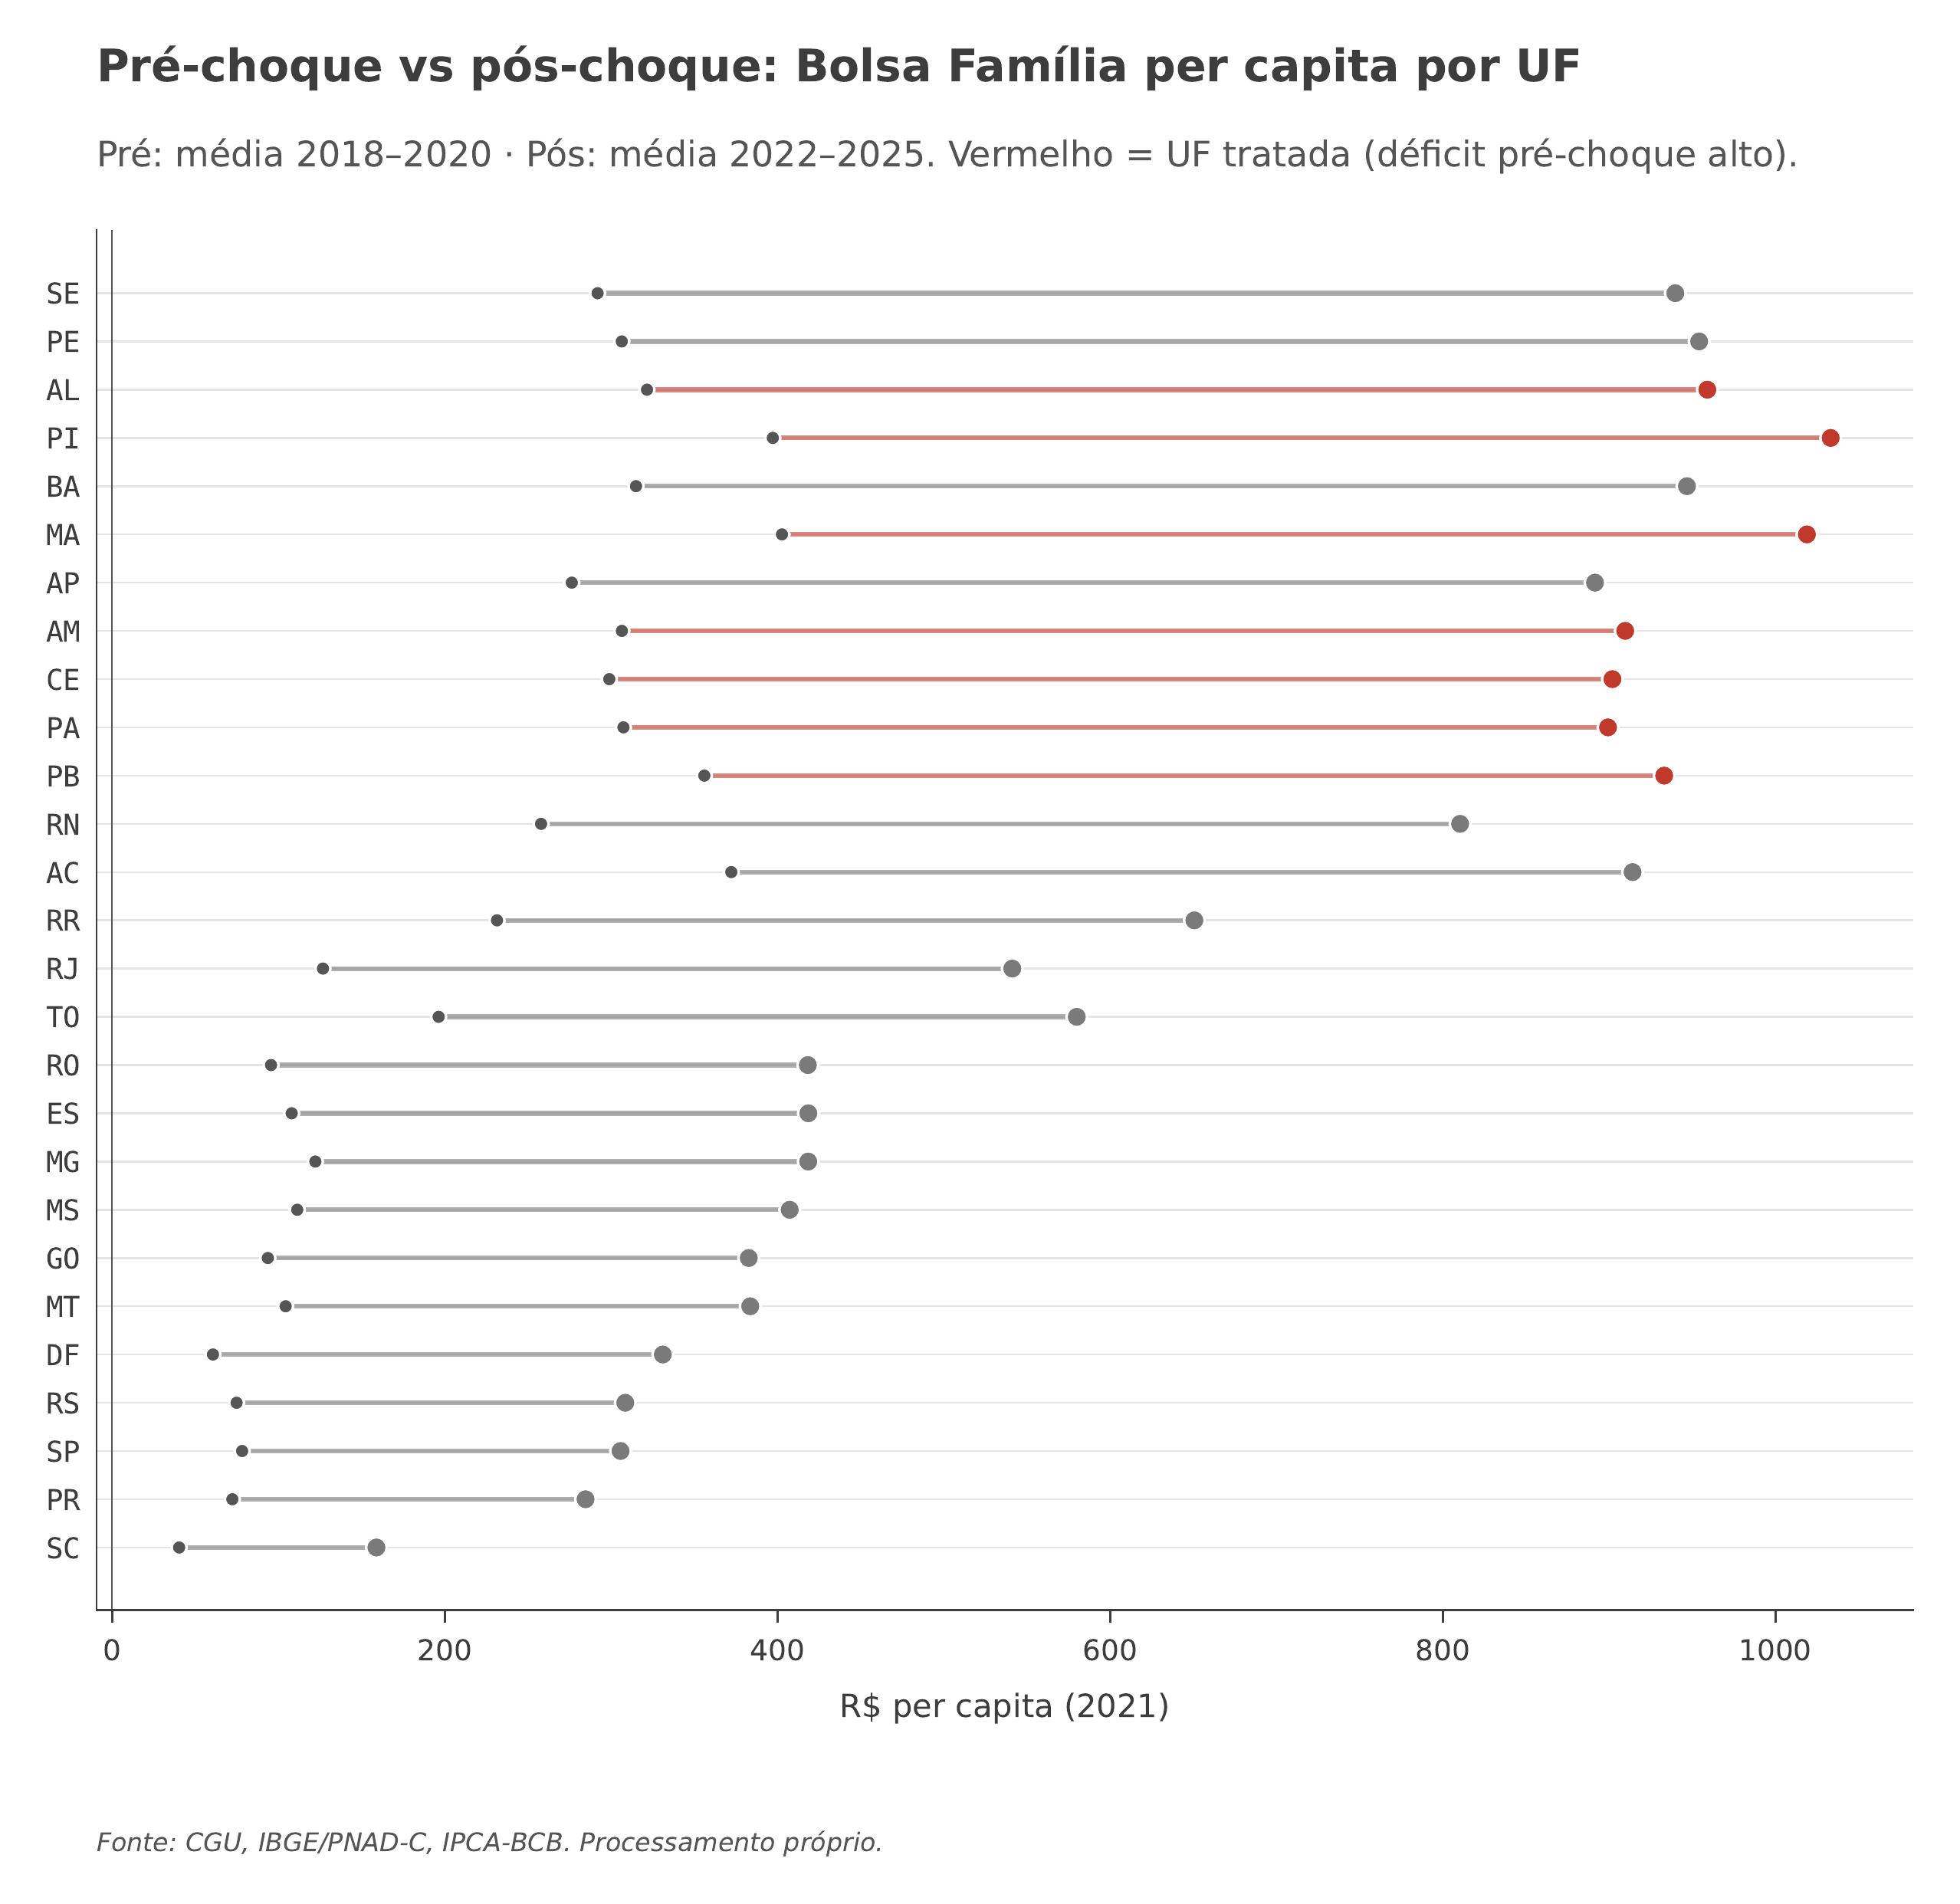 Pré-choque vs pós-choque: Bolsa Família per capita por UF
Pré: média 2018–2020 · Pós: média 2022–2025. Vermelho = UF tratada (déficit pré-choque alto).
SE
PE
AL
PI
BA
MA
AP
AM
CE
PA
PB
RN
AC
RR
RJ
TO
RO
ES
MG
MS
GO
MT
DF
RS
SP
PR
SC
0 200 400 600 800 1000
R$ per capita (2021)
Fonte: CGU, IBGE/PNAD-C, IPCA-BCB. Processamento próprio.